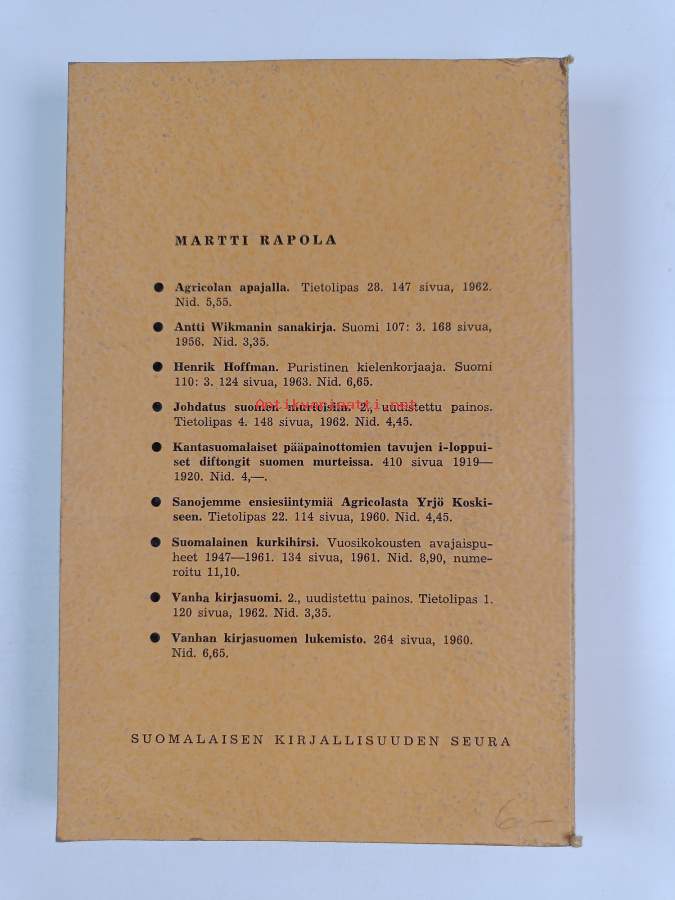 MARTTI RAPOLA
● Agricolan apajalla. Tietolipas 28. 147 sivua, 1962.
Nid. 5,55.
● Antti Wikmanin sanakirja. Suomi 107: 3. 168 sivua,
1956. Nid. 3,35.
● Henrik Hoffman. Puristinen kielenkorjaaja. Suomi
110: 3. 124 sivua, 1963. Nid. 6,65.
Antikvariaatti.net
● Johdatus suomen murteisiin. 2., uudistettu painos.
Tietolipas 4. 148 sivua, 1962. Nid. 4,45.
● Kantasuomalaiset pääpainottomien tavujen i-loppui-
set diftongit suomen murteissa. 410 sivua 1919—
1920. Nid. 4,—.
● Sanojemme ensiesiintymiä Agricolasta Yrjö Koski-
seen. Tietolipas 22. 114 sivua, 1960. Nid. 4,45.
● Suomalainen kurkihirsi. Vuosikokousten avajaispu-
heet 1947—1961. 134 sivua, 1961. Nid. 8,90, nume-
roitu 11,10.
● Vanha kirjasuomi. 2., uudistettu painos. Tietolipas 1.
120 sivua, 1962. Nid. 3,35.
● Vanhan kirjasuomen lukemisto. 264 sivua, 1960.
Nid. 6,65.
SUOMALAISEN KIRJALLISUUDEN SEURA
6,—